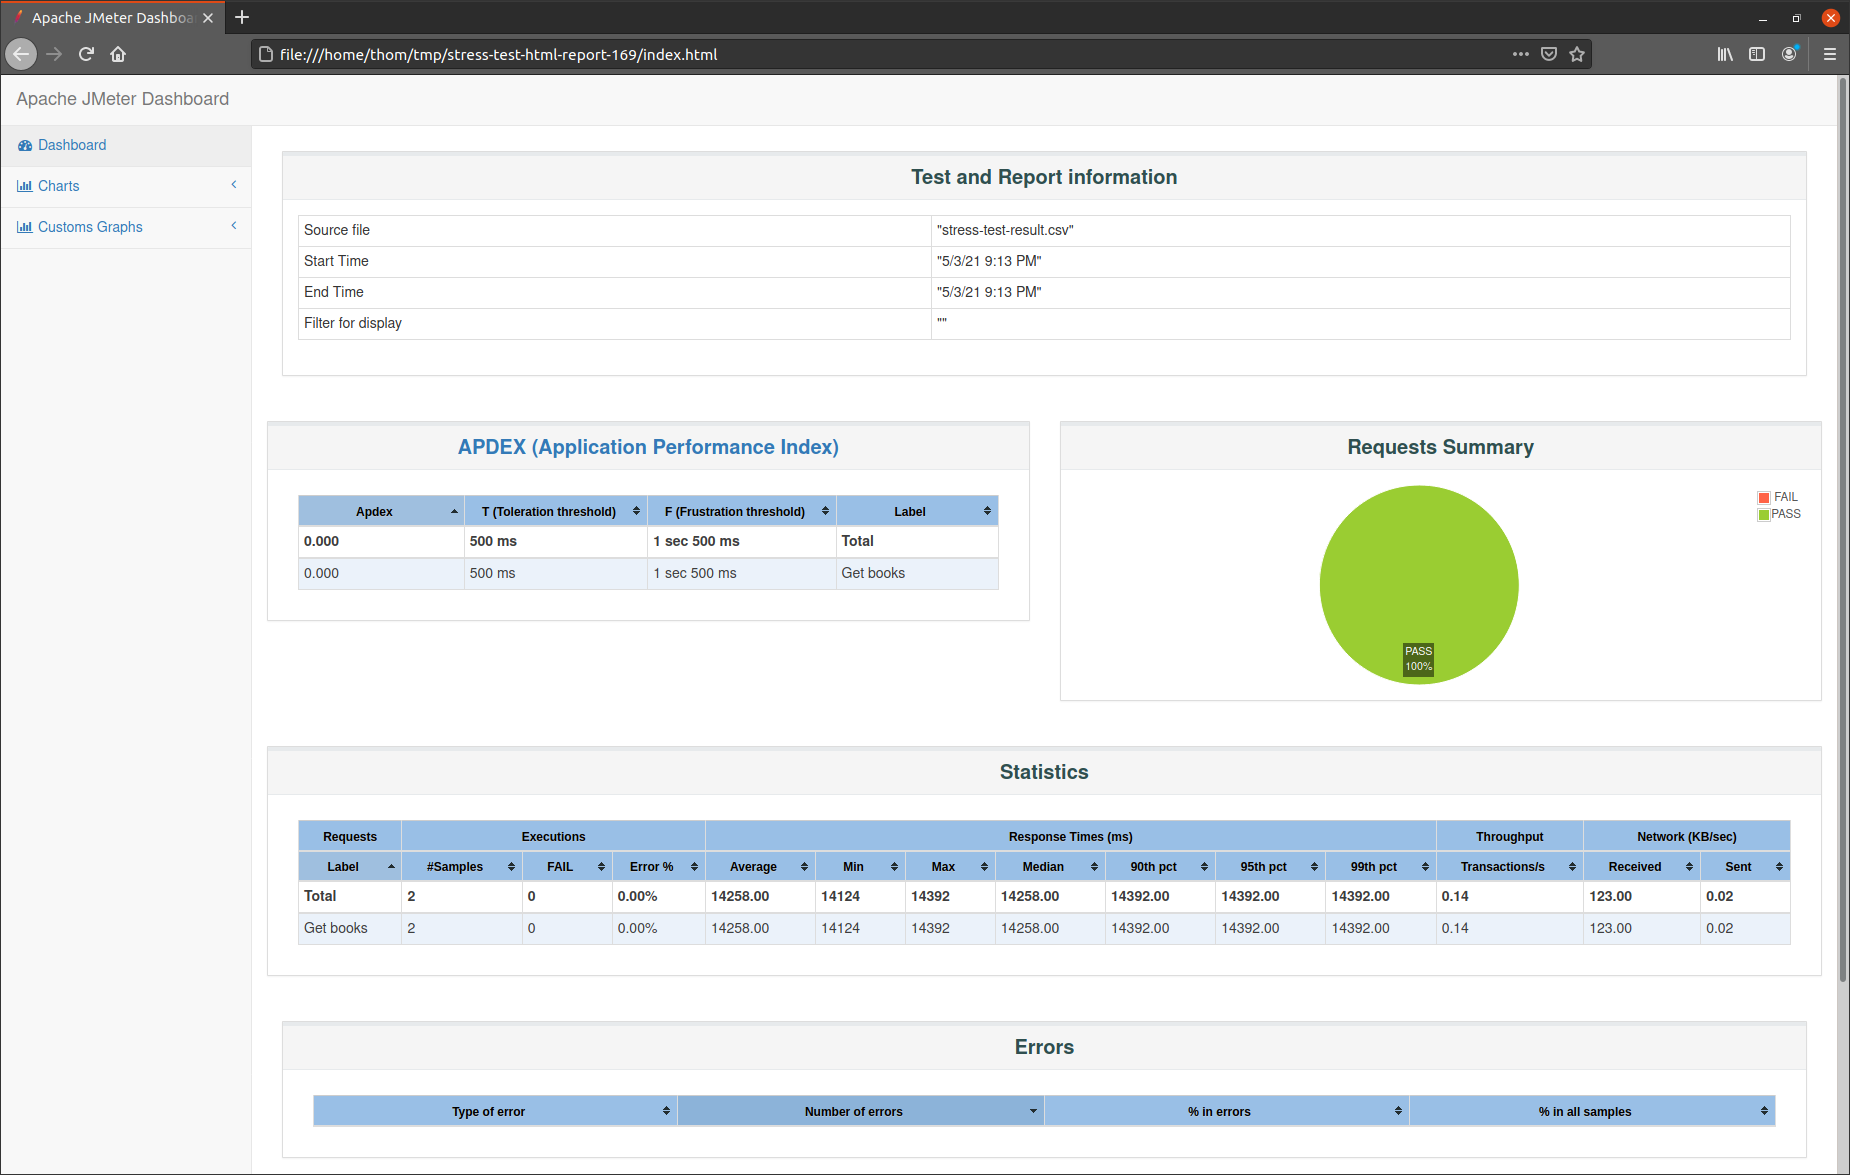 Apache JMeter Dashboa
file:///home/thom/tmp/stress-test-html-report-169/index.html
Apache JMeter Dashboard
Dashboard
Charts
Customs Graphs
Test and Report information
Source file "stress-test-result.csv"
Start Time "5/3/21 9:13 PM"
End Time "5/3/21 9:13 PM"
Filter for display ""
APDEX (Application Performance Index)
Apdex T (Toleration threshold) F (Frustration threshold) Label
0.000 500 ms 1 sec 500 ms Total
0.000 500 ms 1 sec 500 ms Get books
Requests Summary
FAIL
PASS
PASS
100%
Statistics
Requests Executions Response Times (ms) Throughput Network (KB/sec)
Label #Samples FAIL Error % Average Min Max Median 90th pct 95th pct 99th pct Transactions/s Received Sent
Total 2 0 0.00% 14258.00 14124 14392 14258.00 14392.00 14392.00 14392.00 0.14 123.00 0.02
Get books 2 0 0.00% 14258.00 14124 14392 14258.00 14392.00 14392.00 14392.00 0.14 123.00 0.02
Errors
Type of error Number of errors % in errors % in all samples